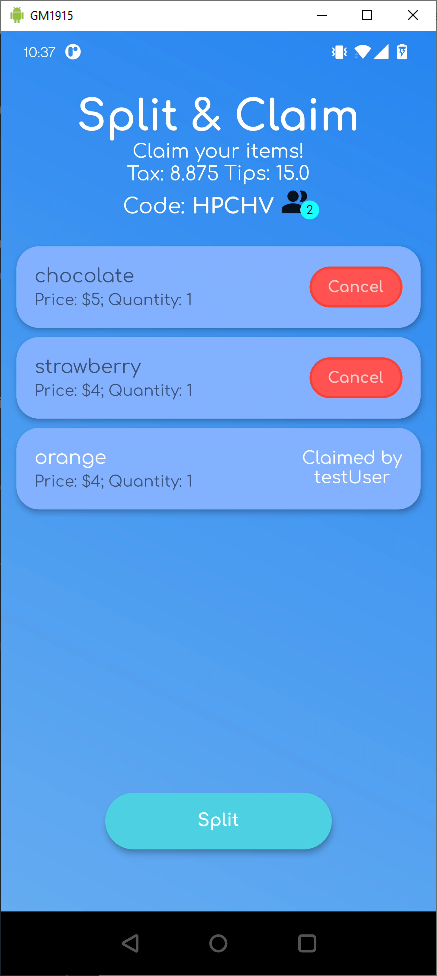 GM1915
10:37
Split & Claim
Claim your items!
Tax: 8.875 Tips: 15.0
Code: HPCHV 2
chocolate
Price: $5; Quantity: 1
Cancel
strawberry
Price: $4; Quantity: 1
Cancel
orange
Price: $4; Quantity: 1
Claimed by
testUser
Split